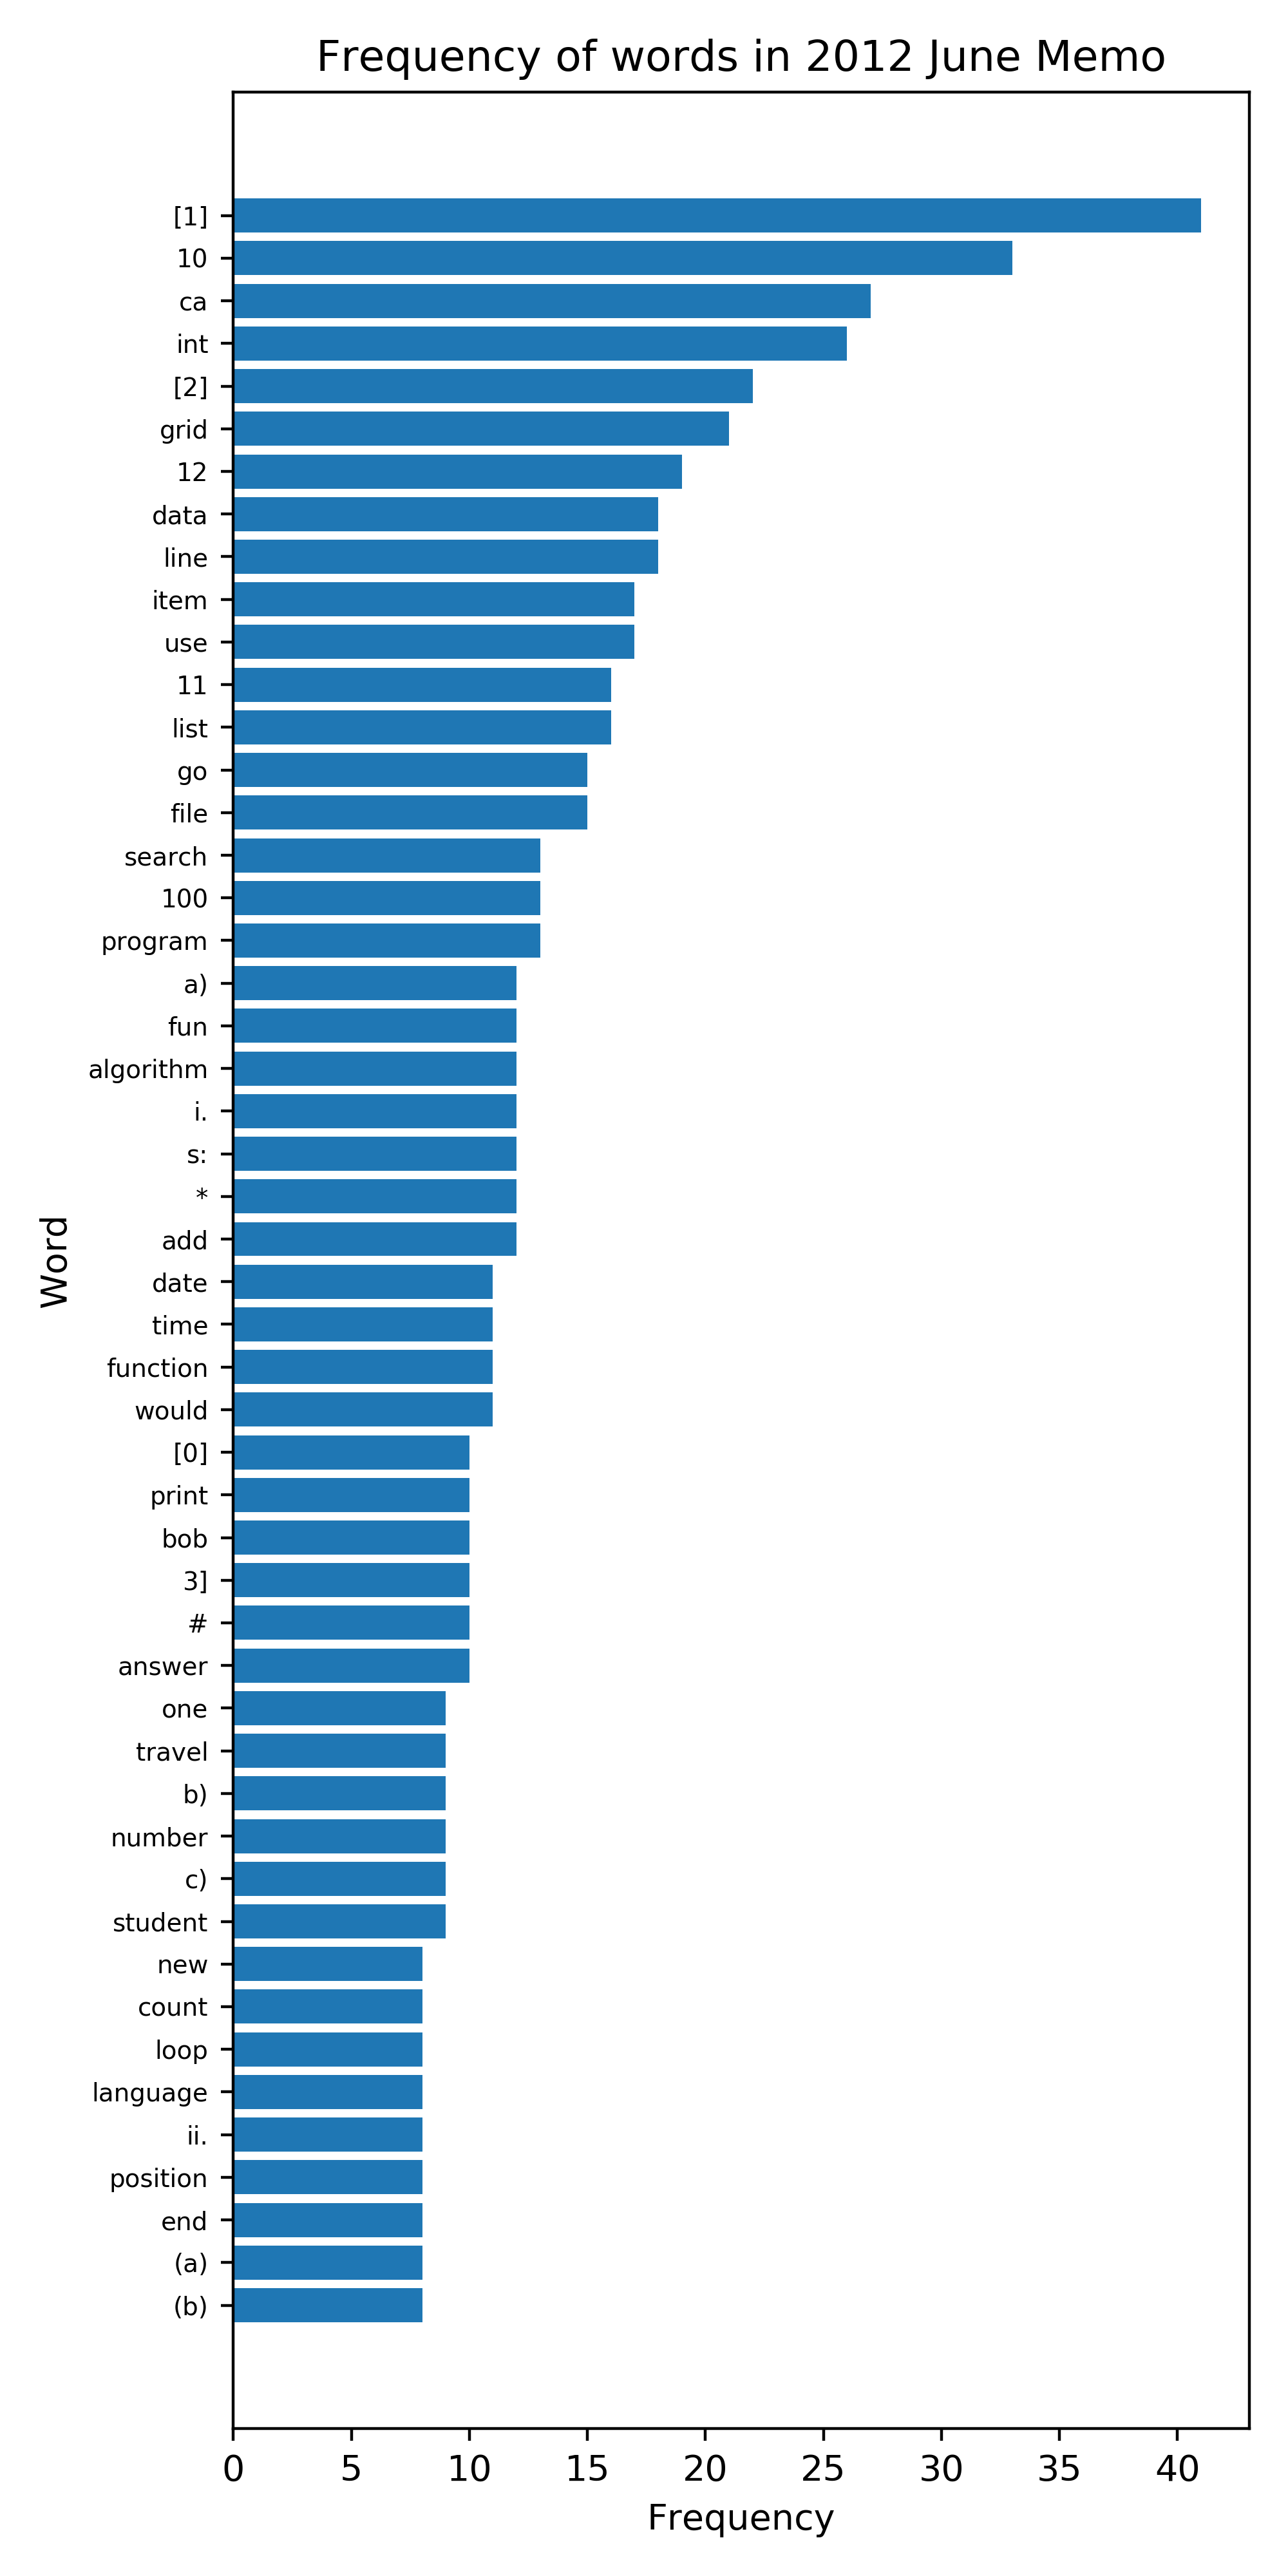 Frequency of words in 2012 June Memo
[1]
10
ca
int
[2]
grid
12
data
line
item
use
11
list
go
file
search
100
program
a)
fun
algorithm
i.
s:
*
add
date
time
function
would
[0]
print
bob
3]
#
answer
one
travel
b)
number
c)
student
new
count
loop
language
ii.
position
end
(a)
(b)
Word
0 5 10 15 20 25 30 35 40
Frequency